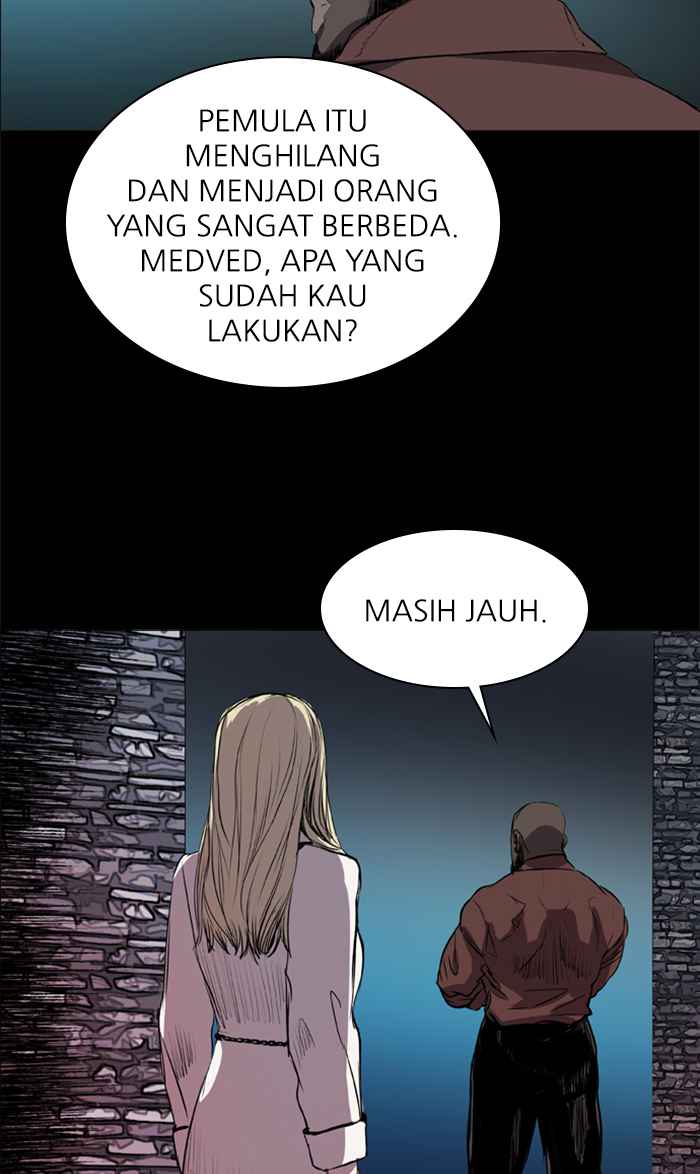 PEMULA ITU
MENGHILANG
DAN MENJADI ORANG
YANG SANGAT BERBEDA.
MEDVED, APA YANG
SUDAH KAU
LAKUKAN?
MASIH JAUH.